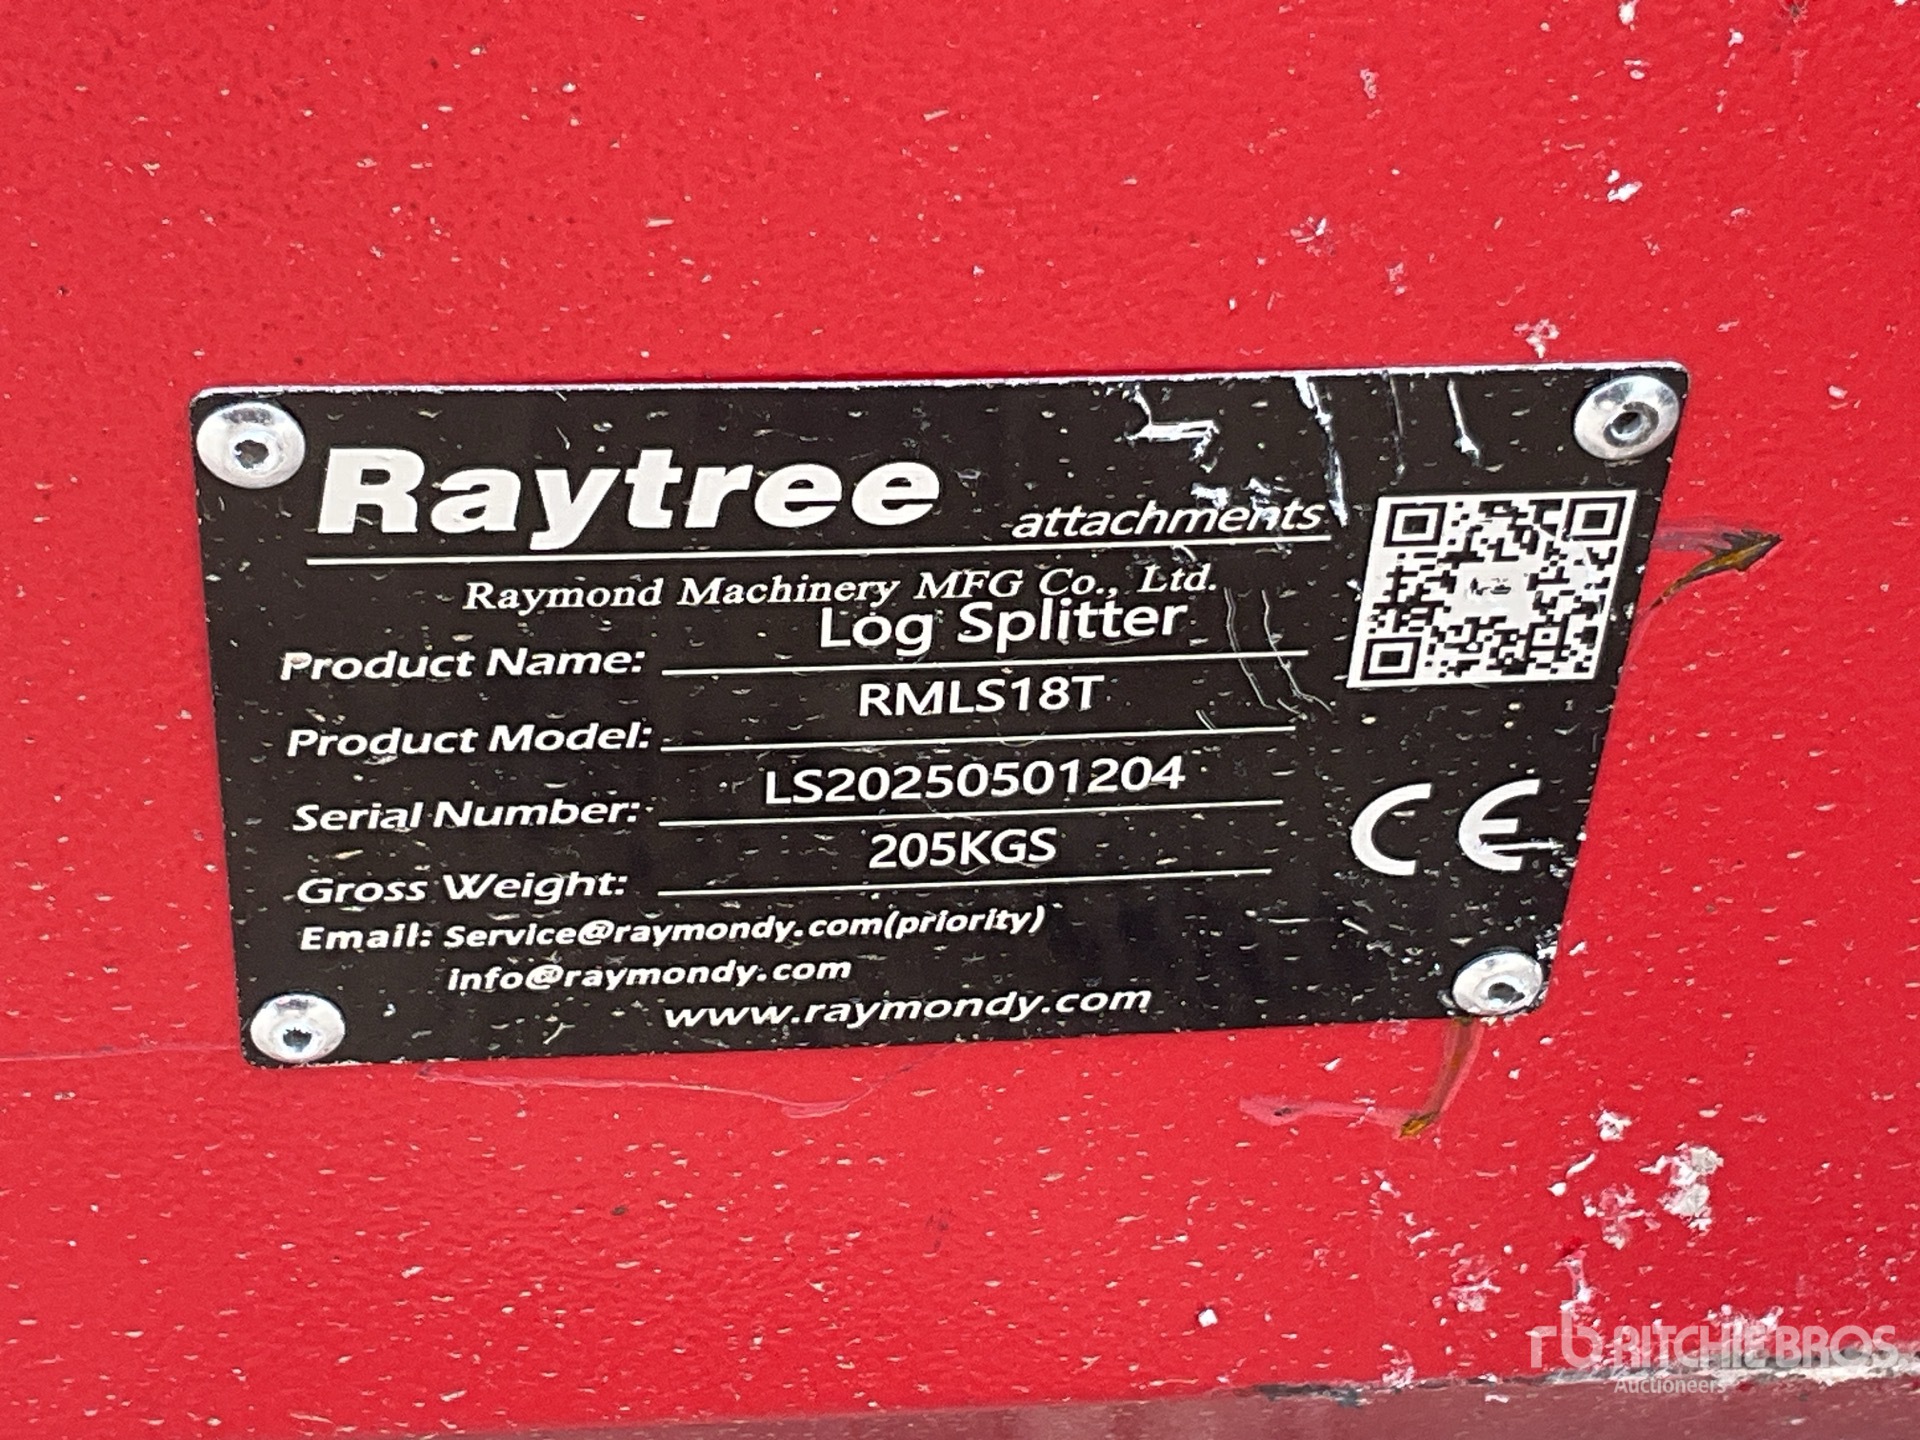 Raytree attachments
Raymond Machinery MFG Co., Ltd.
Product Name: Log Splitter
Product Model: RMLS18T
Serial Number: LS20250501204
Gross Weight: 205KGS
Email: Service@raymondy.com(priority)
info@raymondy.com
www.raymondy.com
CE
rb RITCHIE BROS
Auctioneers